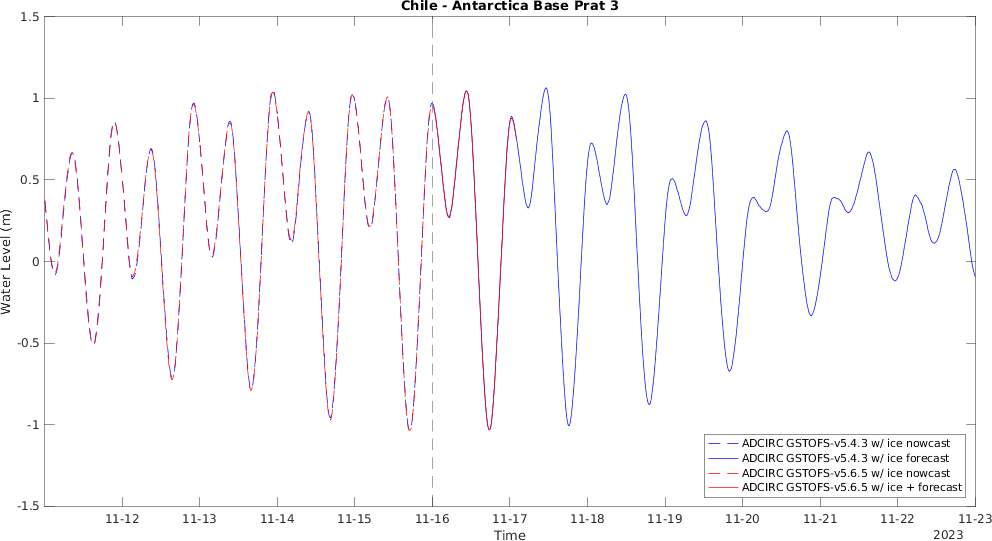 Chile - Antarctica Base Prat 3
1.5
1
0.5
0
-0.5
-1
-1.5
Water Level (m)
11-12 11-13 11-14 11-15 11-16 11-17 11-18 11-19 11-20 11-21 11-22 11-23
Time
2023
ADCIRC GSTOFS-v5.4.3 w/ ice nowcast
ADCIRC GSTOFS-v5.4.3 w/ ice forecast
ADCIRC GSTOFS-v5.6.5 w/ ice nowcast
ADCIRC GSTOFS-v5.6.5 w/ ice + forecast